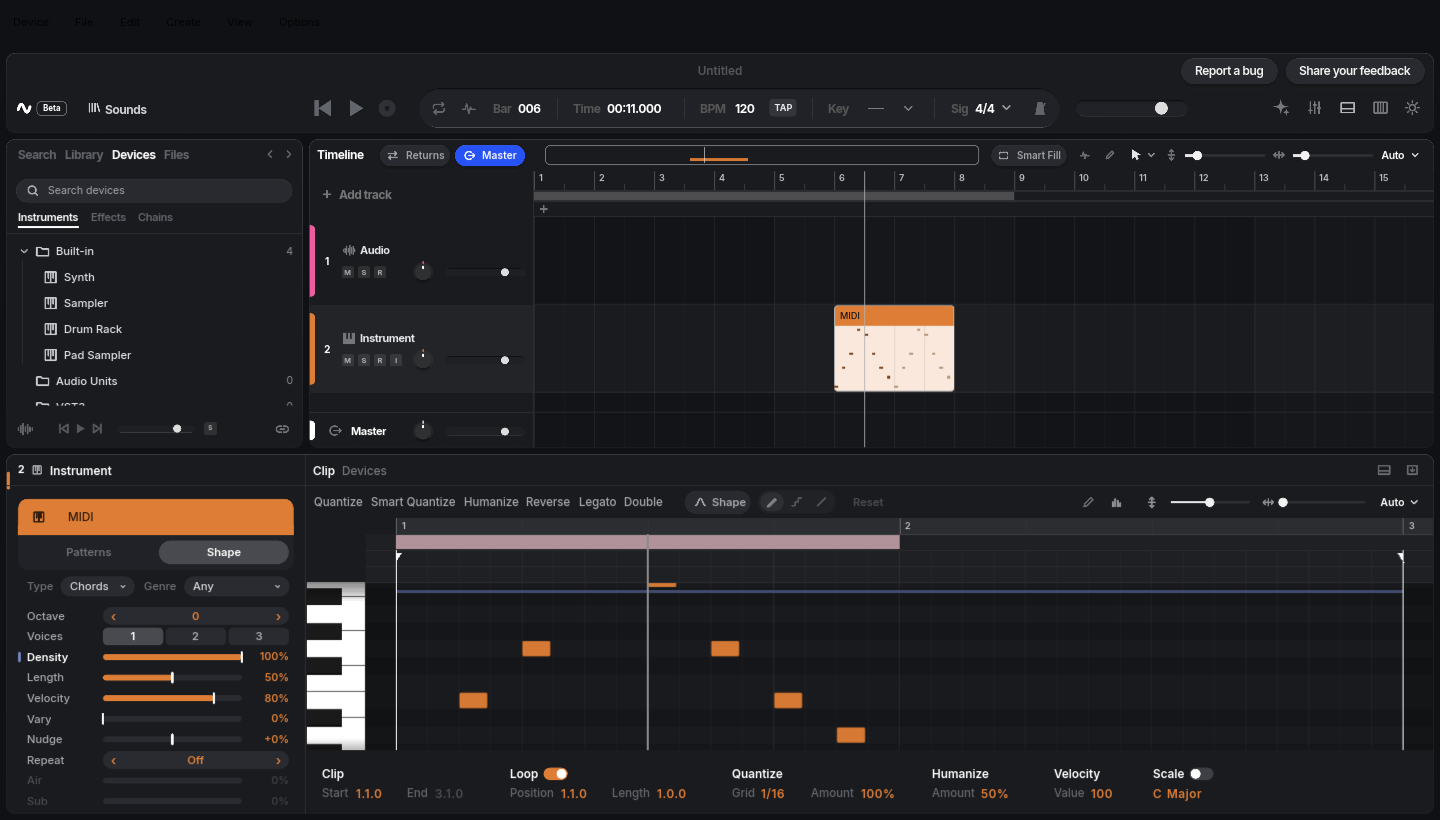 Device File Edit Create View Options
Untitled
Report a bug Share your feedback
Beta Sounds
Bar 006 Time 00:11.000 BPM 120 TAP Key — Sig 4/4
Search Library Devices Files
Search devices
Instruments Effects Chains
Built-in 4
Synth
Sampler
Drum Rack
Pad Sampler
Audio Units 0
S
Timeline Returns Master Smart Fill Auto
1 2 3 4 5 6 7 8 9 10 11 12 13 14 15
+ Add track +
1 Audio
M S R
MIDI
2 Instrument
M S R I
Master
2 Instrument
MIDI
Patterns Shape
Type Chords Genre Any
Octave 0
Voices 1 2 3
Density 100%
Length 50%
Velocity 80%
Vary 0%
Nudge +0%
Repeat Off
Air 0%
Sub 0%
Clip Devices
Quantize Smart Quantize Humanize Reverse Legato Double Shape Reset Auto
1 2 3
Clip Loop Quantize Humanize Velocity Scale
Start 1.1.0 End 3.1.0 Position 1.1.0 Length 1.0.0 Grid 1/16 Amount 100% Amount 50% Value 100 C Major